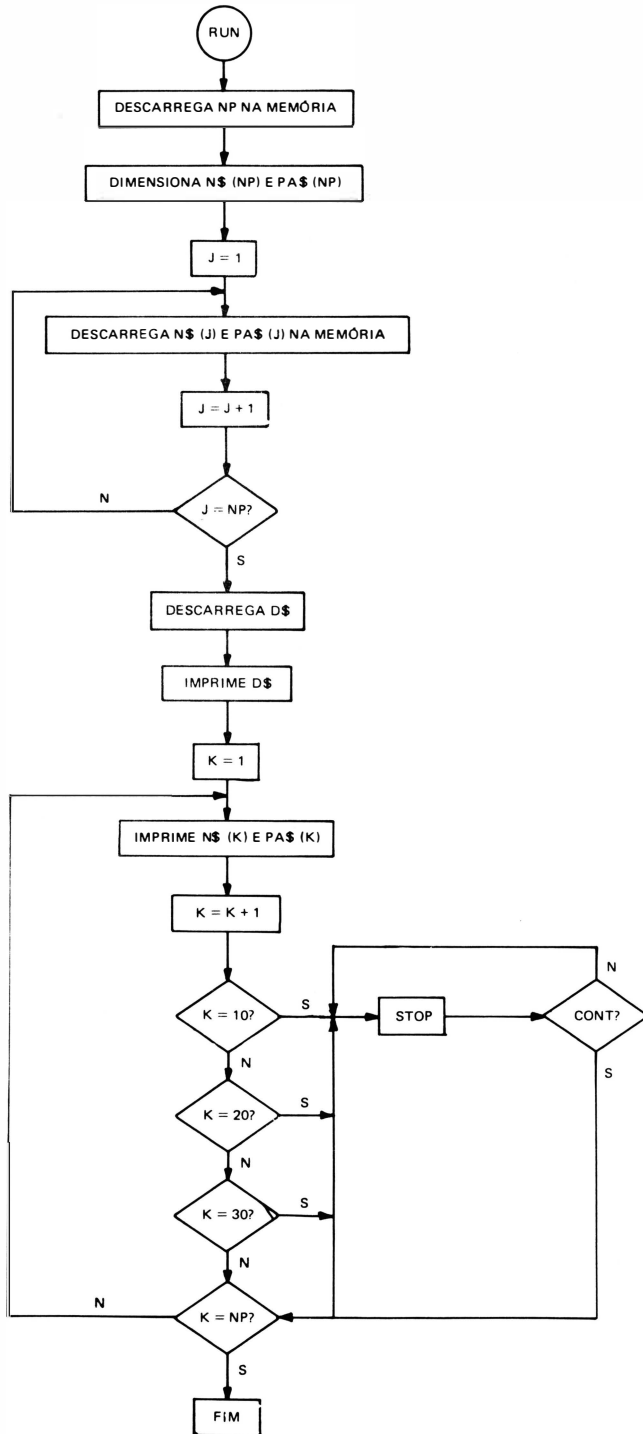 RUN
DESCARREGA NP NA MEMÓRIA
DIMENSIONA N$ (NP) E PA$ (NP)
J = 1
DESCARREGA N$ (J) E PA$ (J) NA MEMÓRIA
J = J + 1
N
J = NP?
S
DESCARREGA D$
IMPRIME D$
K = 1
IMPRIME N$ (K) E PA$ (K)
K = K + 1
K = 10?
S
STOP
CONT?
N
S
N
K = 20?
S
N
K = 30?
S
N
K = NP?
N
S
FIM